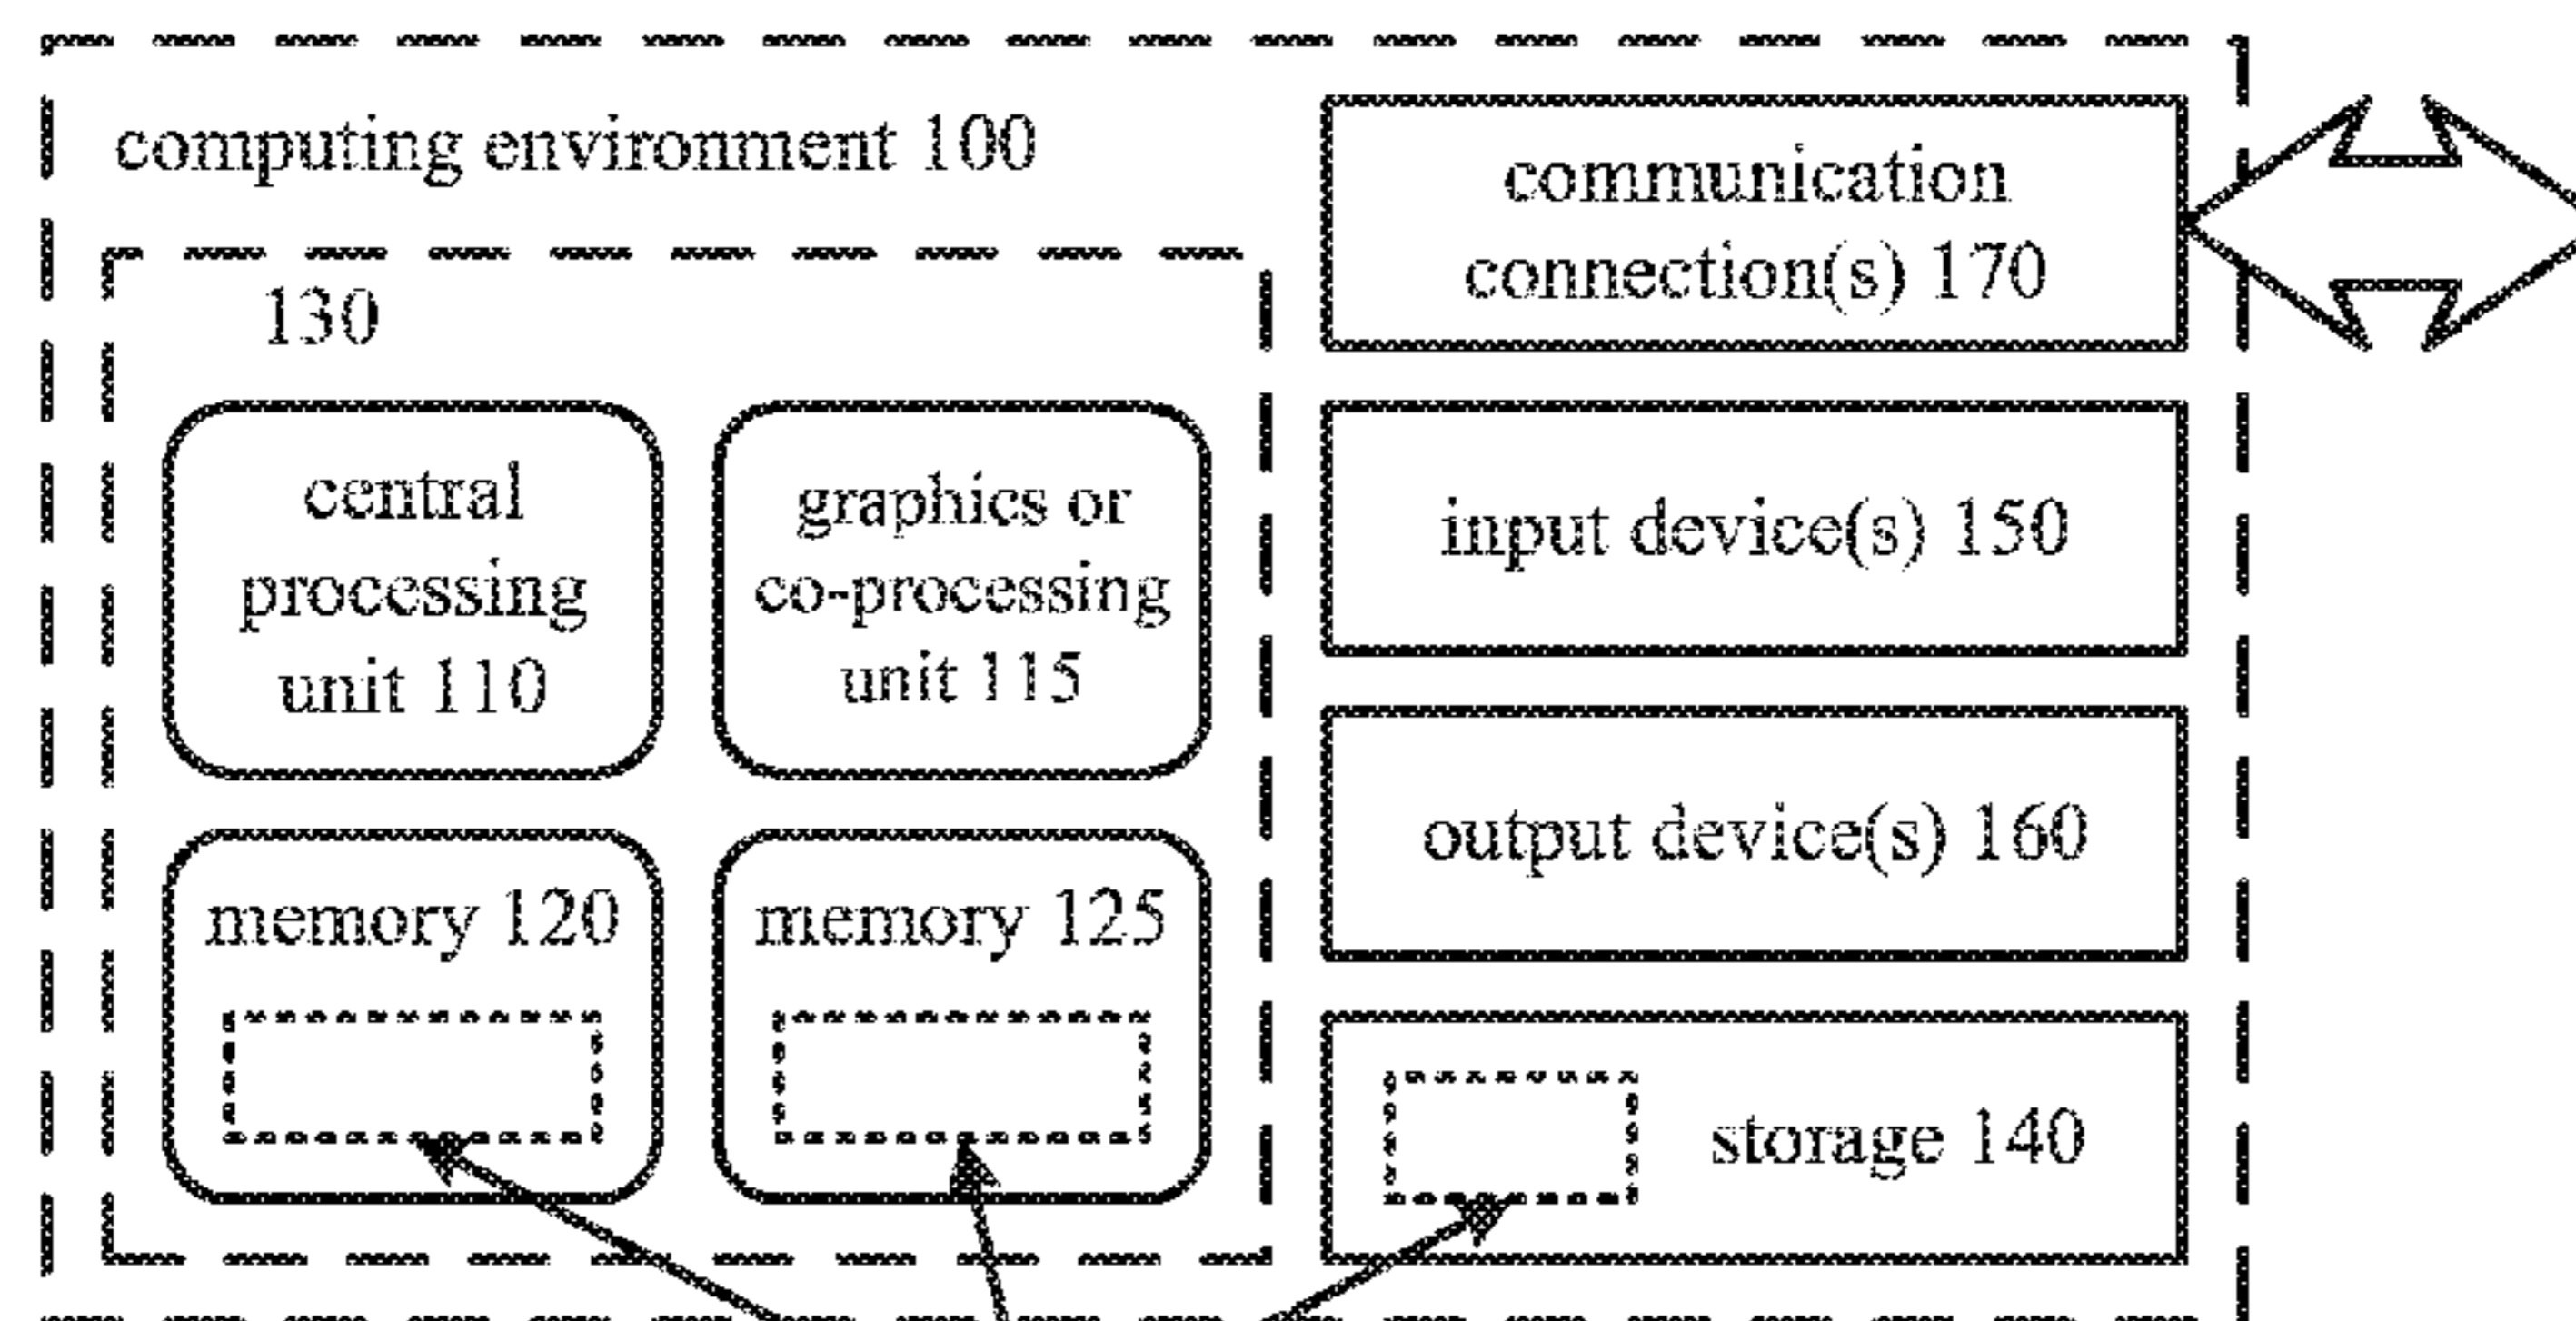 computing environment 100
130
central
processing
unit 110
graphics or
co-processing
unit 115
memory 120
memory 125
communication
connection(s) 170
input device(s) 150
output device(s) 160
storage 140